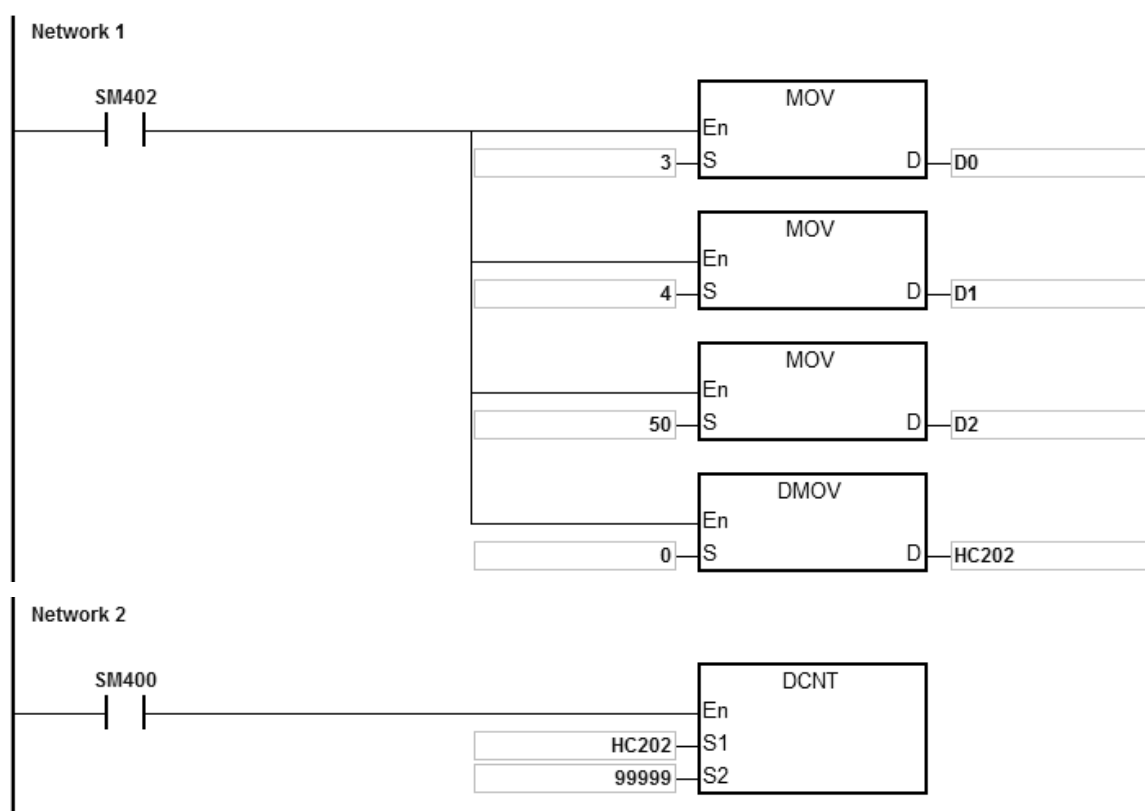 Network 1
SM402
MOV
En
3 S D D0
MOV
En
4 S D D1
MOV
En
50 S D D2
DMOV
En
0 S D HC202
Network 2
SM400
DCNT
En
HC202 S1
99999 S2